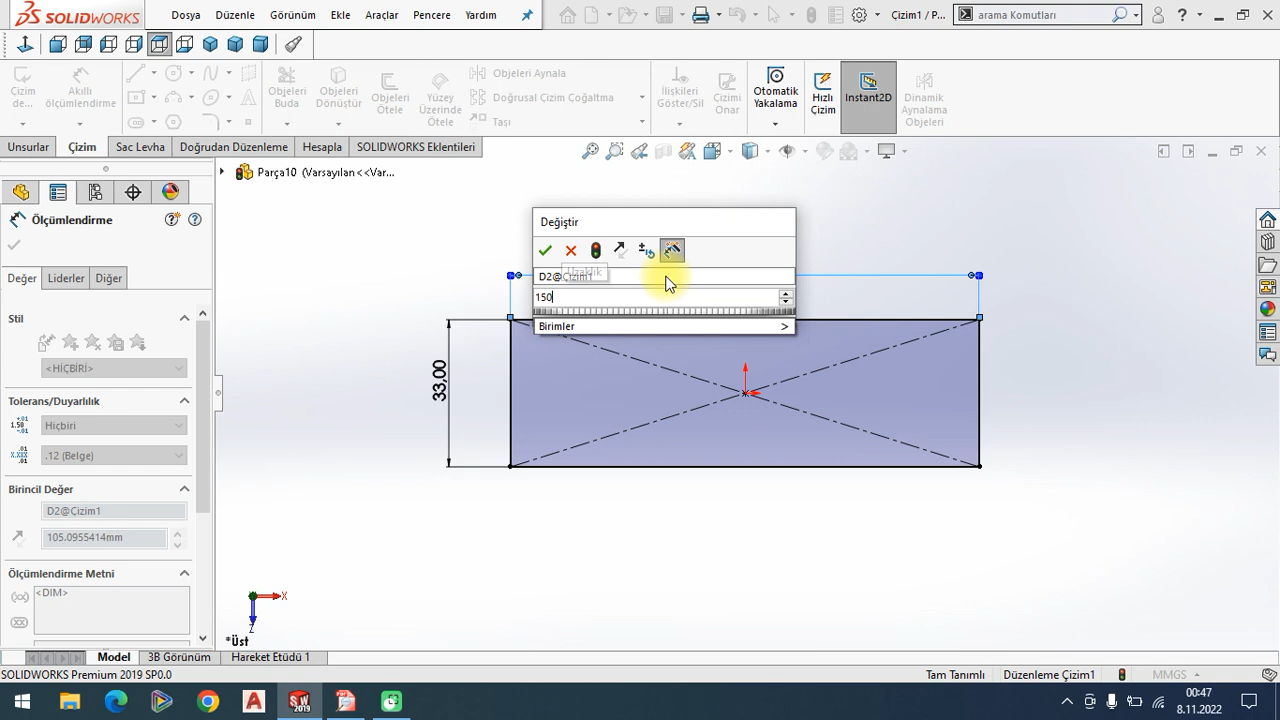 SOLIDWORKS
Dosya Düzenle Görünüm Ekle Araçlar Pencere Yardım
Çizim1 / P...
arama Komutları
Çizim de...
Akıllı ölçümlendirme
Objeleri Buda
Objeleri Dönüştür
Objeleri Ötele
Yüzey Üzerinde Ötele
Objeleri Aynala
Doğrusal Çizim Çoğaltma
Taşı
İlişkileri Göster/Sil
Çizimi Onar
Otomatik Yakalama
Hızlı Çizim
Instant2D
Dinamik Aynalama Objeleri
Unsurlar Çizim Sac Levha Doğrudan Düzenleme Hesapla SOLIDWORKS Eklentileri
Parça10 (Varsayılan<<Var...
Ölçümlendirme
Değer Liderler Diğer
Stil
<HİÇBİRİ>
Tolerans/Duyarlılık
Hiçbiri
.12 (Belge)
Birincil Değer
D2@Çizim1
105.0955414mm
Ölçümlendirme Metni
<DIM>
Değiştir
D2@Çizim1
Uzaklık
150
Birimler >
33,00
X
Z
*Üst
Model 3B Görünüm Hareket Etüdü 1
SOLIDWORKS Premium 2019 SP0.0
Tam Tanımlı Düzenleme Çizim1 MMGS
00:47
8.11.2022